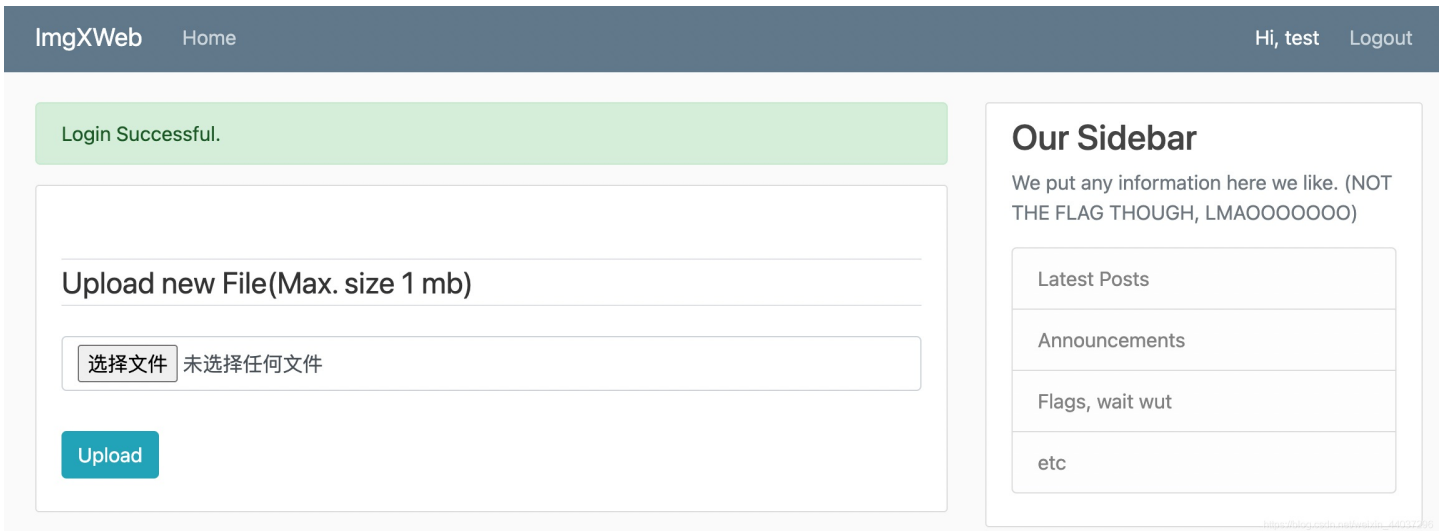 ImgXWeb Home Hi, test Logout
Login Successful.
Upload new File(Max. size 1 mb)
选择文件 未选择任何文件
Upload
Our Sidebar
We put any information here we like. (NOT
THE FLAG THOUGH, LMAOOOOOOO)
Latest Posts
Announcements
Flags, wait wut
etc